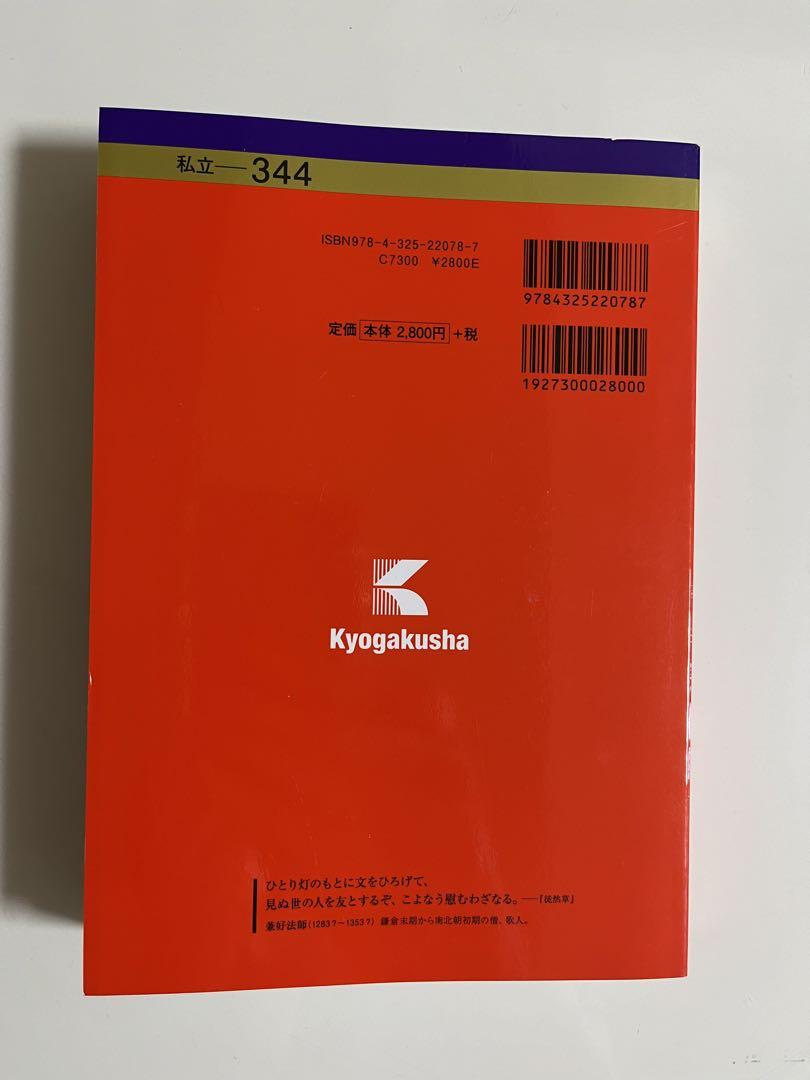 私立—344
ISBN978-4-325-22078-7
C7300 ¥2800E
9784325220787
定価 本体 2,800円 +税
1927300028000
Kyogakusha
ひとり灯のもとに文をひろげて、
見ぬ世の人を友とするぞ、こよなう慰むわざなる。—『徒然草』
兼好法師(1283?〜1353?) 鎌倉末期から南北朝初期の僧、歌人。